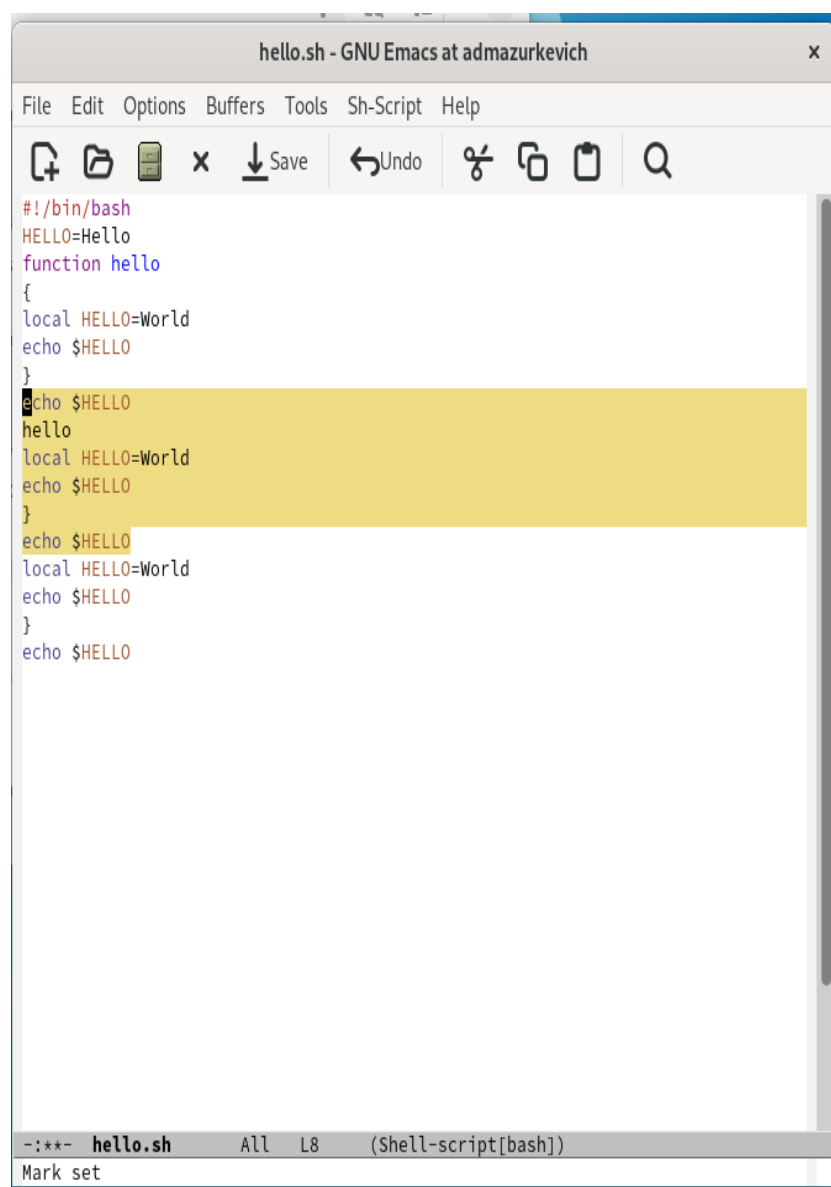 hello.sh - GNU Emacs at admazurkevich x
File Edit Options Buffers Tools Sh-Script Help
Save Undo
#!/bin/bash
HELLO=Hello
function hello
{
local HELLO=World
echo $HELLO
}
echo $HELLO
hello
local HELLO=World
echo $HELLO
}
echo $HELLO
local HELLO=World
echo $HELLO
}
echo $HELLO
-:**- hello.sh All L8 (Shell-script[bash])
Mark set